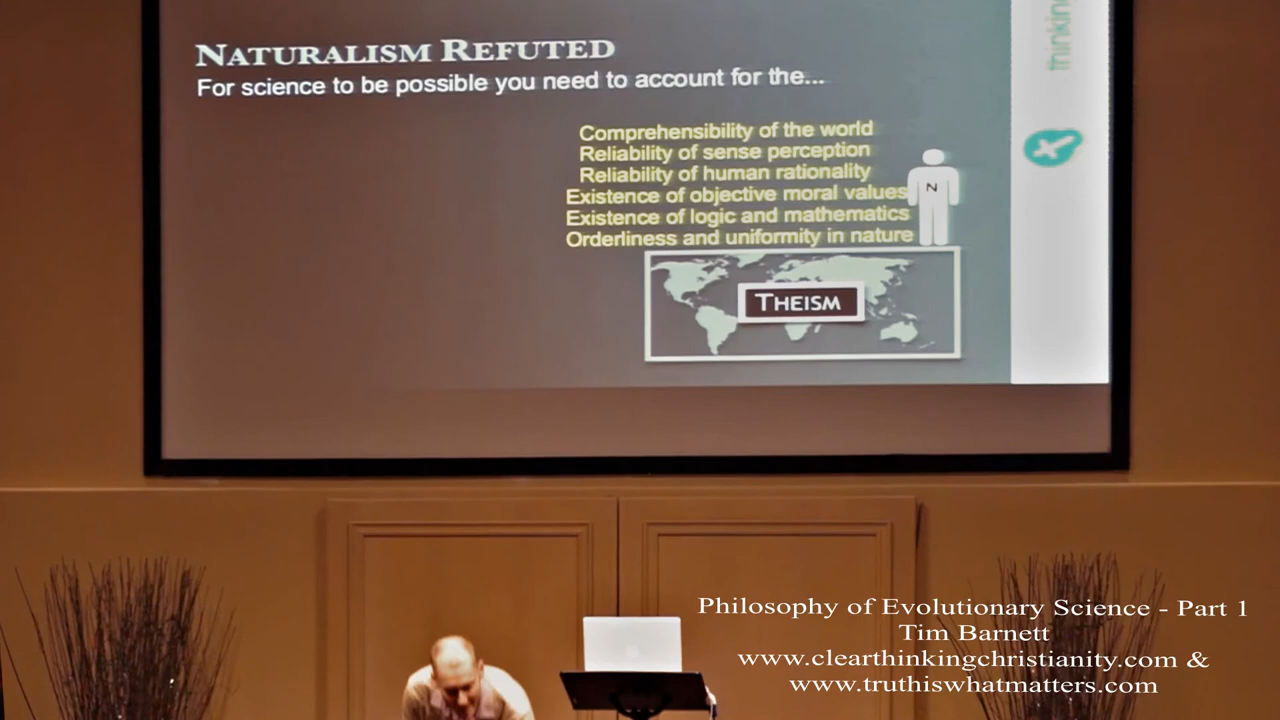 NATURALISM REFUTED
For science to be possible you need to account for the...
Comprehensibility of the world
Reliability of sense perception
Reliability of human rationality
Existence of objective moral values
Existence of logic and mathematics
Orderliness and uniformity in nature
N
THEISM
thinking
Philosophy of Evolutionary Science - Part 1
Tim Barnett
www.clearthinkingchristianity.com &
www.truthiswhatmatters.com